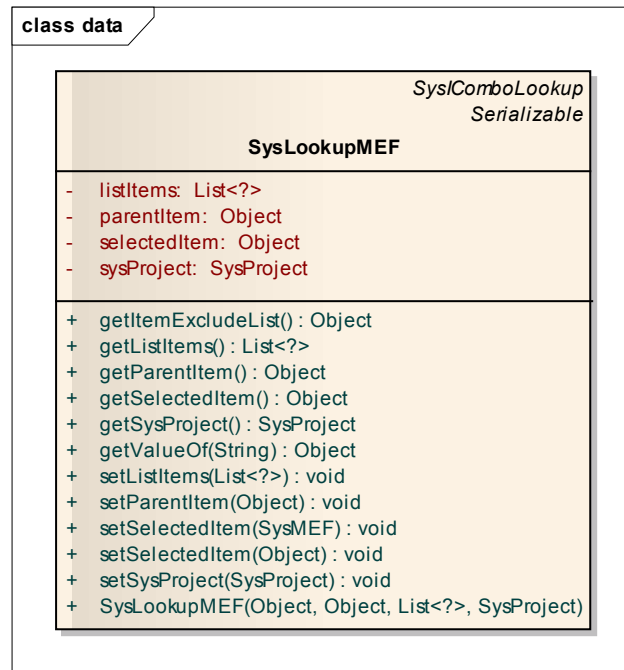 class data
SysIComboLookup
Serializable
SysLookupMEF
- listItems: List<?>
- parentItem: Object
- selectedItem: Object
- sysProject: SysProject
+ getItemExcludeList() : Object
+ getListItems() : List<?>
+ getParentItem() : Object
+ getSelectedItem() : Object
+ getSysProject() : SysProject
+ getValueOf(String) : Object
+ setListItems(List<?>) : void
+ setParentItem(Object) : void
+ setSelectedItem(SysMEF) : void
+ setSelectedItem(Object) : void
+ setSysProject(SysProject) : void
+ SysLookupMEF(Object, Object, List<?>, SysProject)